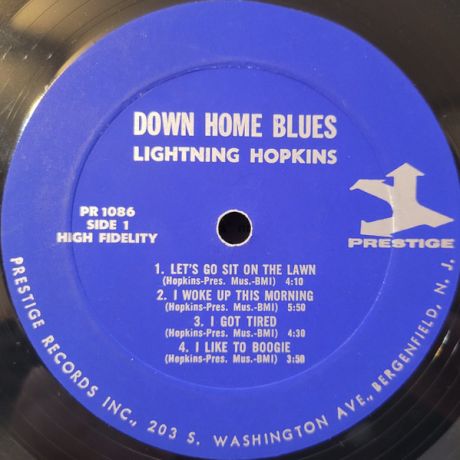 DOWN HOME BLUES
LIGHTNING HOPKINS
PR 1086
SIDE 1
HIGH FIDELITY
PRESTIGE
1. LET'S GO SIT ON THE LAWN
(Hopkins-Pres. Mus.-BMI) 4:10
2. I WOKE UP THIS MORNING
(Hopkins-Pres. Mus.-BMI) 5:50
3. I GOT TIRED
(Hopkins-Pres. Mus.-BMI) 4:30
4. I LIKE TO BOOGIE
(Hopkins-Pres. Mus.-BMI) 3:50
PRESTIGE RECORDS INC., 203 S. WASHINGTON AVE., BERGENFIELD, N. J.